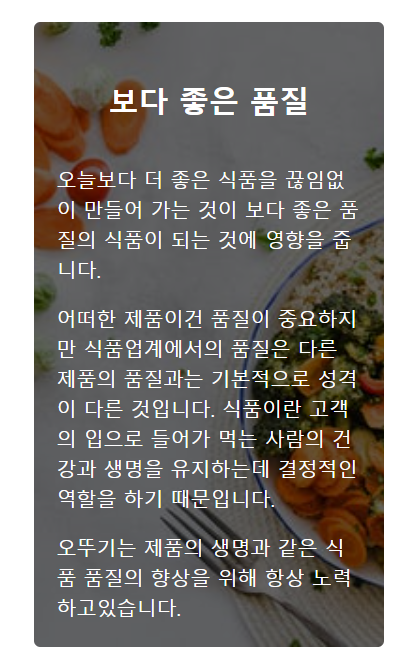 보다 좋은 품질
오늘보다 더 좋은 식품을 끊임없
이 만들어 가는 것이 보다 좋은 품
질의 식품이 되는 것에 영향을 줍
니다.
어떠한 제품이건 품질이 중요하지
만 식품업계에서의 품질은 다른
제품의 품질과는 기본적으로 성격
이 다른 것입니다. 식품이란 고객
의 입으로 들어가 먹는 사람의 건
강과 생명을 유지하는데 결정적인
역할을 하기 때문입니다.
오뚜기는 제품의 생명과 같은 식
품 품질의 향상을 위해 항상 노력
하고있습니다.